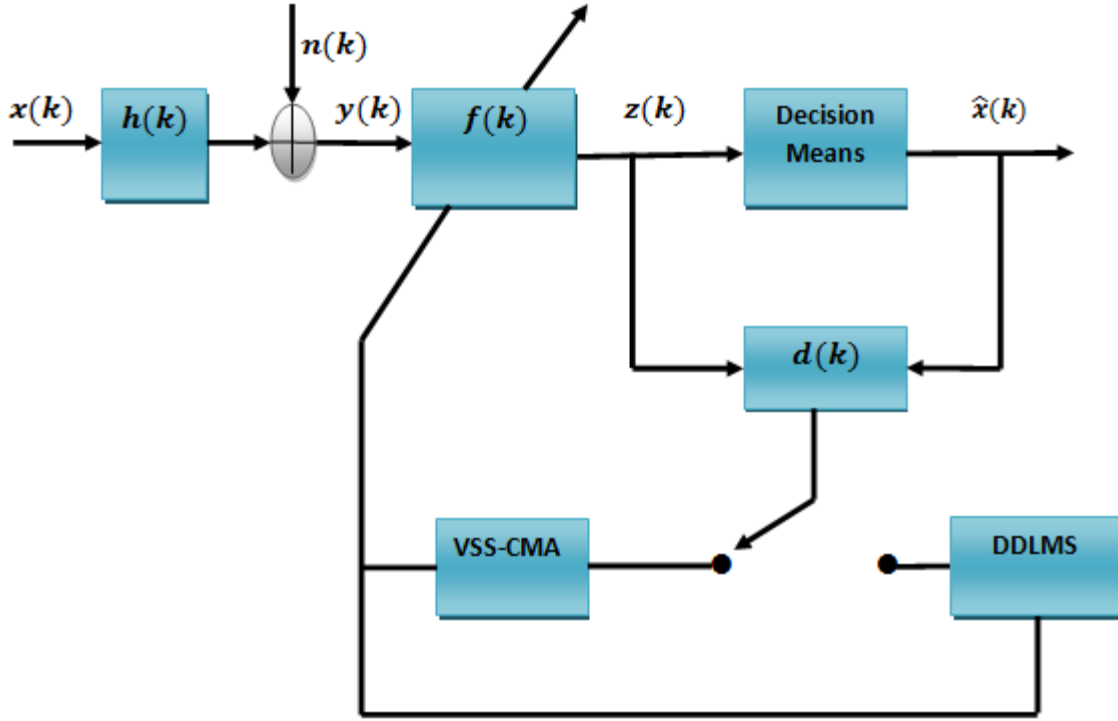 n(k)
x(k)
h(k)
y(k)
f(k)
z(k)
Decision
Means
x̂(k)
d(k)
VSS-CMA
DDLMS